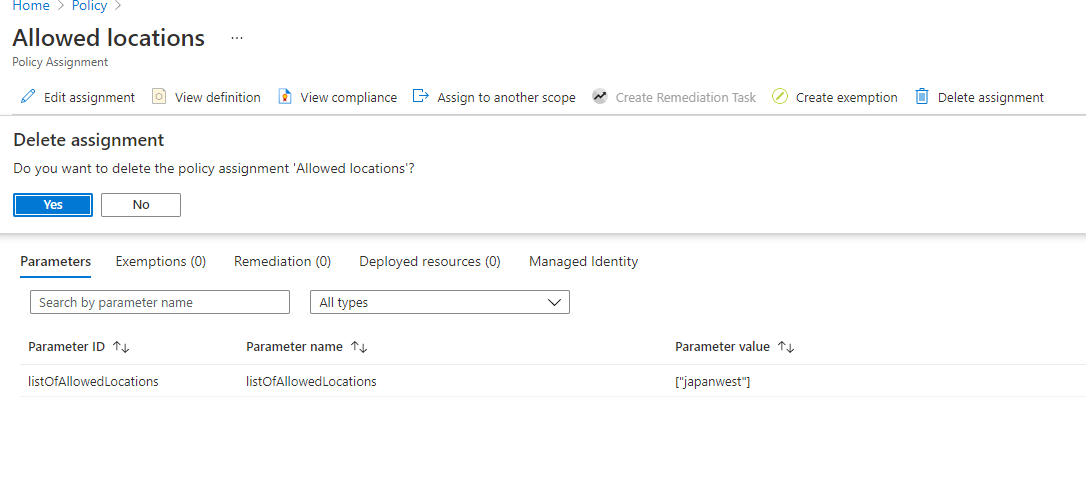 Home > Policy >
Allowed locations ...
Policy Assignment
Edit assignment View definition View compliance Assign to another scope Create Remediation Task Create exemption Delete assignment
Delete assignment
Do you want to delete the policy assignment 'Allowed locations'?
Yes No
Parameters Exemptions (0) Remediation (0) Deployed resources (0) Managed Identity
Search by parameter name All types
Parameter ID ↑↓ Parameter name ↑↓ Parameter value ↑↓
listOfAllowedLocations listOfAllowedLocations ["japanwest"]